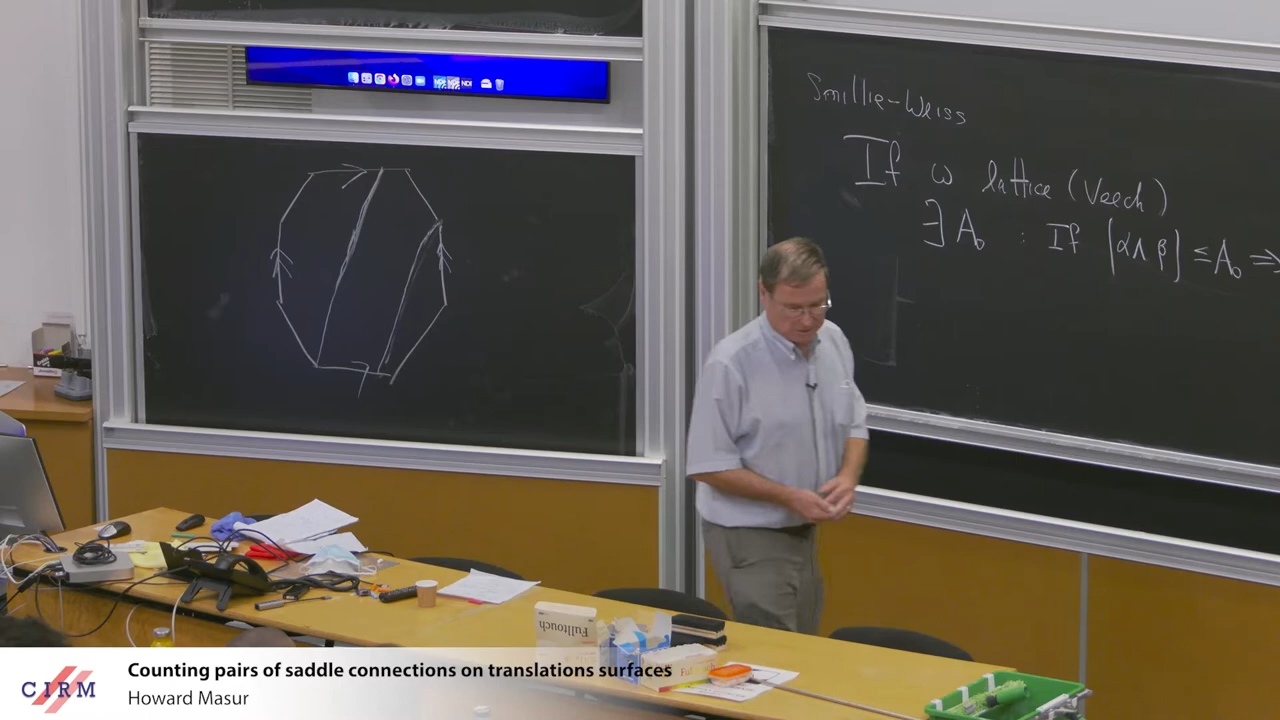 Smillie-Weiss
If ω lattice (Veech)
∃ A₀ : If |α∧β| ≤ A₀ ⇒
Fulltouch
CIRM
Counting pairs of saddle connections on translations surfaces
Howard Masur